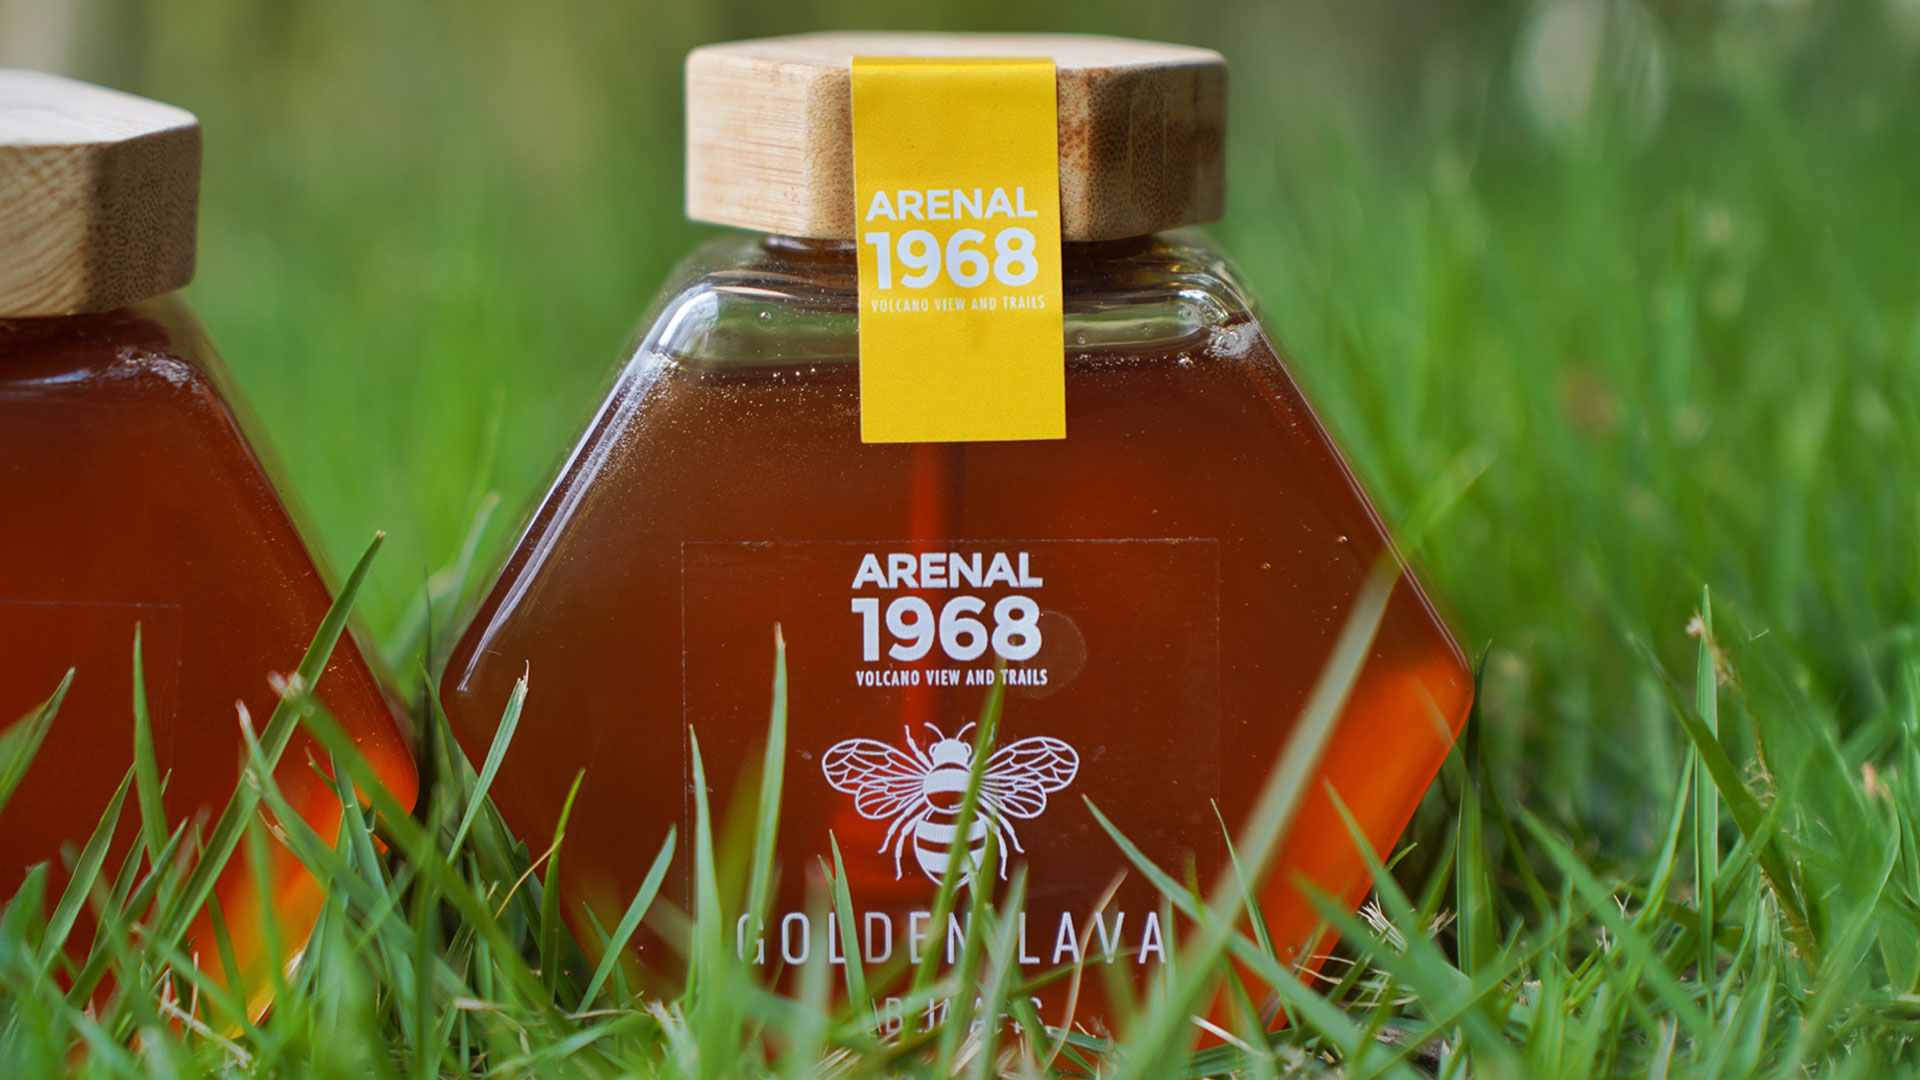 ARENAL
1968
VOLCANO VIEW AND TRAILS
ARENAL
1968
VOLCANO VIEW AND TRAILS
GOLDEN LAVA